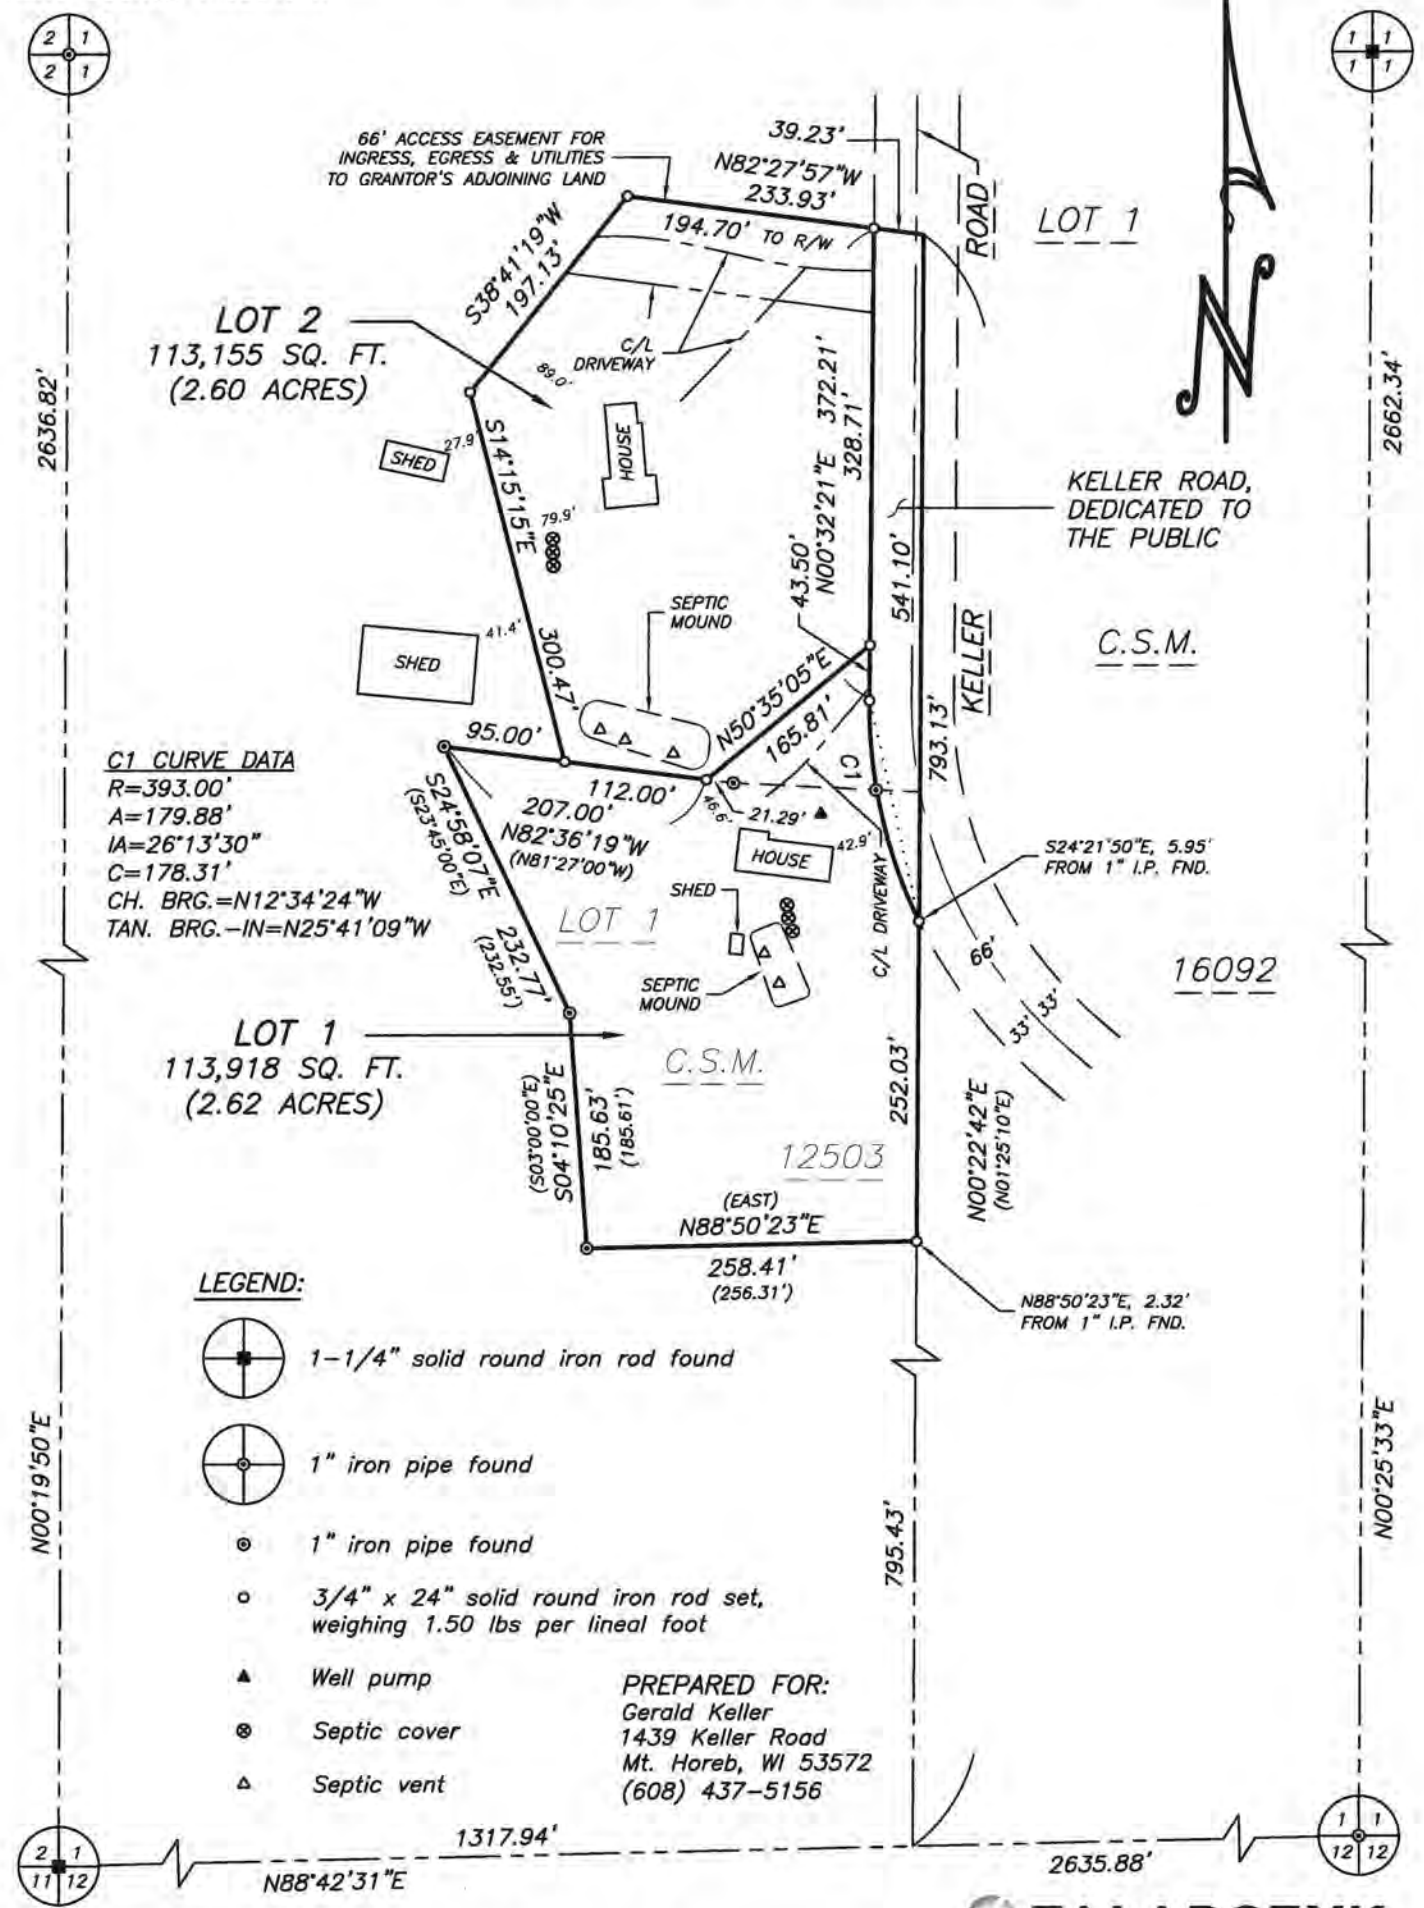 2 1
2 1
1 1
1 1
66' ACCESS EASEMENT FOR
INGRESS, EGRESS & UTILITIES
TO GRANTOR'S ADJOINING LAND
39.23'
N82°27'57"W
233.93'
194.70' TO R/W
ROAD
LOT 1
S38°41'19"W
197.13'
N
LOT 2
113,155 SQ. FT.
(2.60 ACRES)
C/L
DRIVEWAY
89.0'
2636.82'
2662.34'
SHED
27.9'
HOUSE
S14°15'15"E
300.47'
79.9'
N00°32'21"E 372.21'
328.71'
43.50'
541.10'
KELLER ROAD,
DEDICATED TO
THE PUBLIC
SEPTIC
MOUND
SHED
41.4'
KELLER
C.S.M.
N50°35'05"E
165.81'
793.13'
95.00'
112.00'
207.00'
N82°36'19"W
(N81°27'00"W)
C1
C1 CURVE DATA
R=393.00'
A=179.88'
IA=26°13'30"
C=178.31'
CH. BRG.=N12°34'24"W
TAN. BRG.-IN=N25°41'09"W
S24°58'07"E
(S23°45'00"E)
232.77'
(232.55')
46.6'
21.29'
HOUSE
42.9'
SHED
C/L DRIVEWAY
S24°21'50"E, 5.95'
FROM 1" I.P. FND.
LOT 1
SEPTIC
MOUND
66'
33' 33'
16092
LOT 1
113,918 SQ. FT.
(2.62 ACRES)
C.S.M.
(S03°00'00"E)
S04°10'25"E
185.63'
(185.61')
252.03'
N00°22'42"E
(N01°25'10"E)
12503
(EAST)
N88°50'23"E
258.41'
(256.31')
N88°50'23"E, 2.32'
FROM 1" I.P. FND.
LEGEND:
1-1/4" solid round iron rod found
1" iron pipe found
1" iron pipe found
3/4" x 24" solid round iron rod set,
weighing 1.50 lbs per lineal foot
Well pump
Septic cover
Septic vent
PREPARED FOR:
Gerald Keller
1439 Keller Road
Mt. Horeb, WI 53572
(608) 437-5156
N00°19'50"E
N00°25'33"E
795.43'
2 1
11 12
1317.94'
N88°42'31"E
2635.88'
1 1
12 12